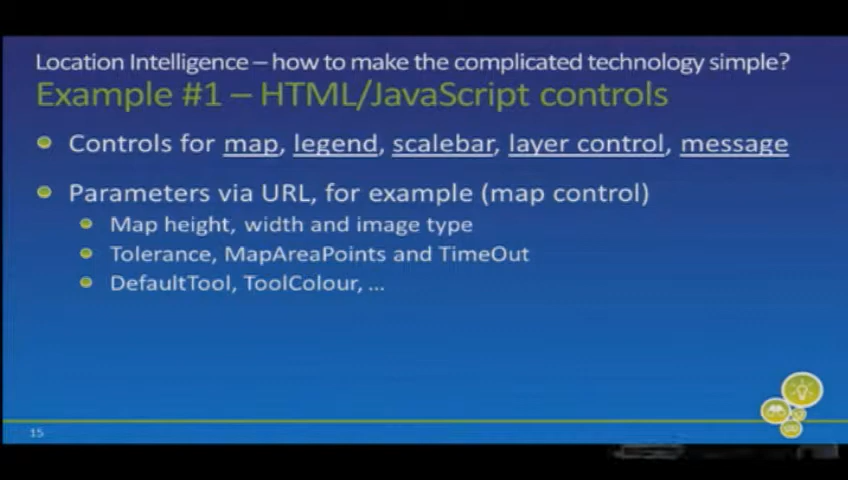 Location Intelligence – how to make the complicated technology simple?
Example #1 – HTML/JavaScript controls
Controls for map, legend, scalebar, layer control, message
Parameters via URL, for example (map control)
Map height, width and image type
Tolerance, MapAreaPoints and TimeOut
DefaultTool, ToolColour, ...
15